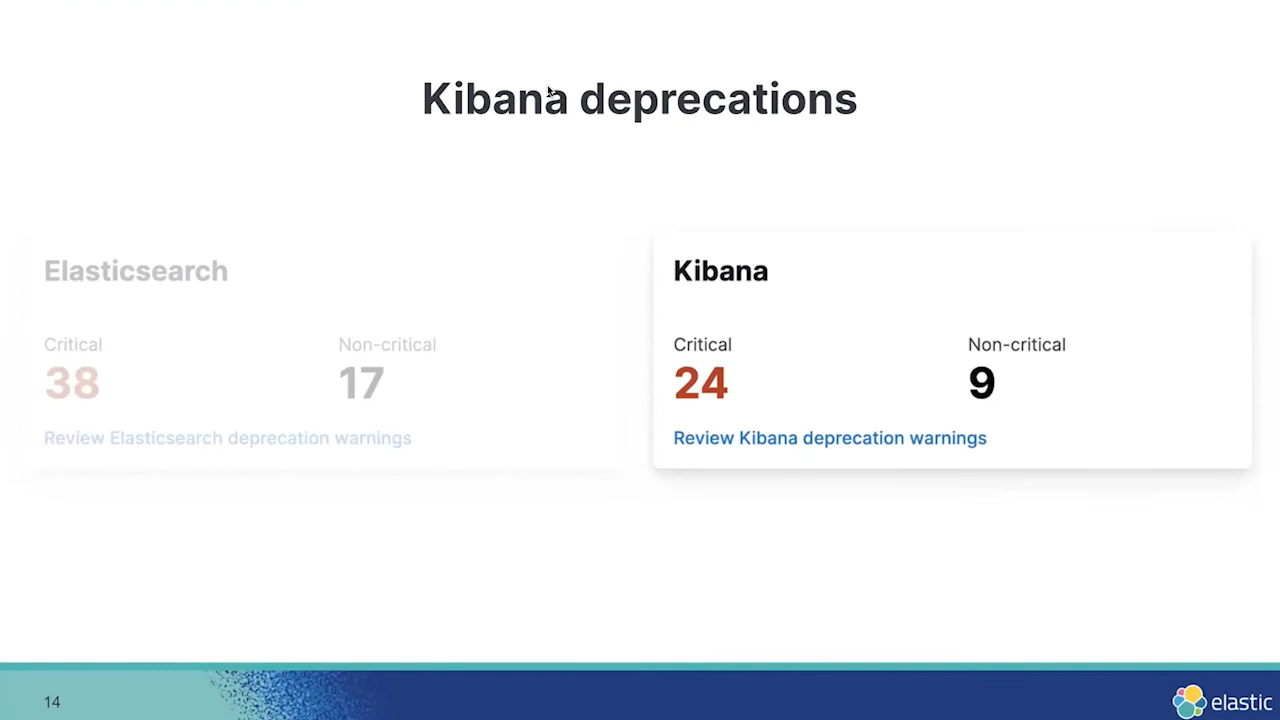 Kibana deprecations
Elasticsearch
Critical
38
Non-critical
17
Review Elasticsearch deprecation warnings
Kibana
Critical
24
Non-critical
9
Review Kibana deprecation warnings
14
elastic